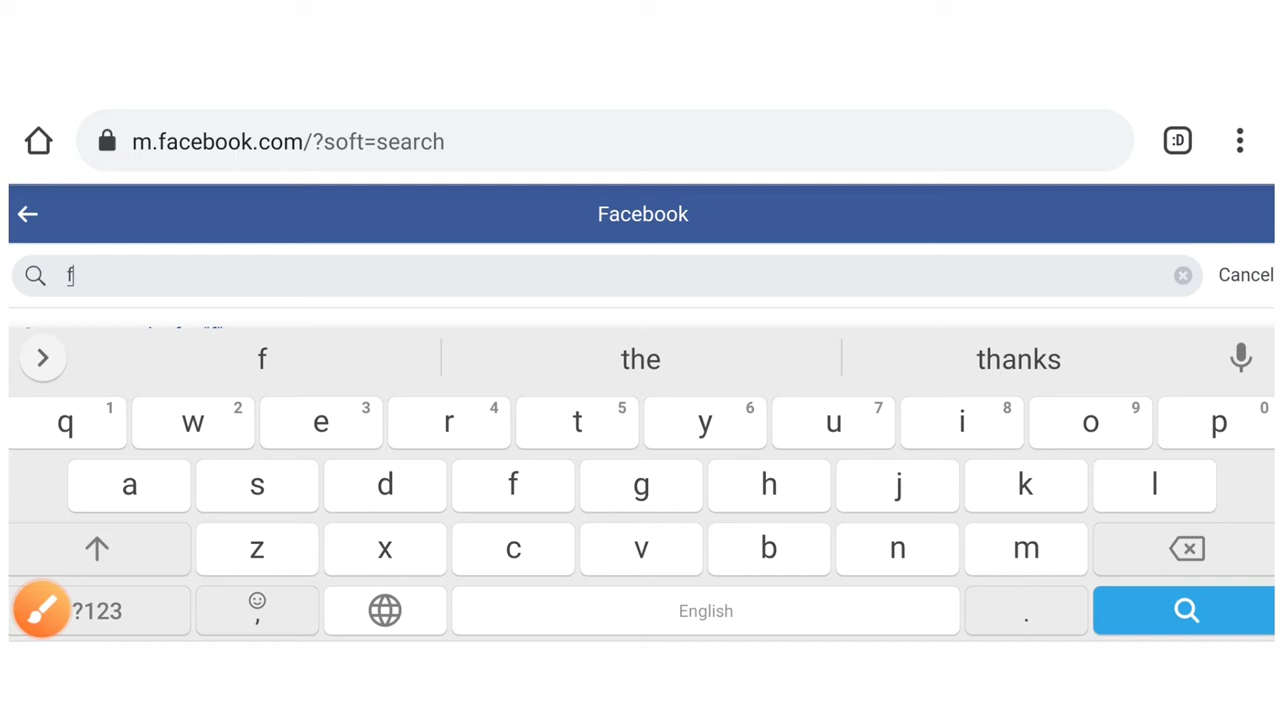 m.facebook.com/?soft=search :D
Facebook
f Cancel
f the thanks
q 1 w 2 e 3 r 4 t 5 y 6 u 7 i 8 o 9 p 0
a s d f g h j k l
z x c v b n m
?123 , English .